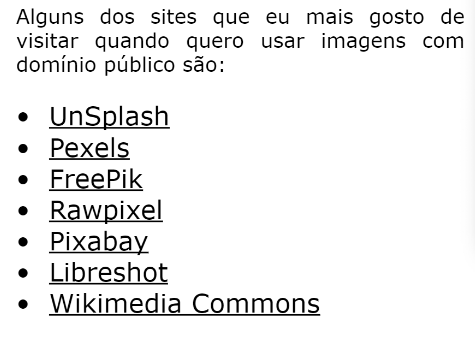 Alguns dos sites que eu mais gosto de
visitar quando quero usar imagens com
domínio público são:
• UnSplash
• Pexels
• FreePik
• Rawpixel
• Pixabay
• Libreshot
• Wikimedia Commons